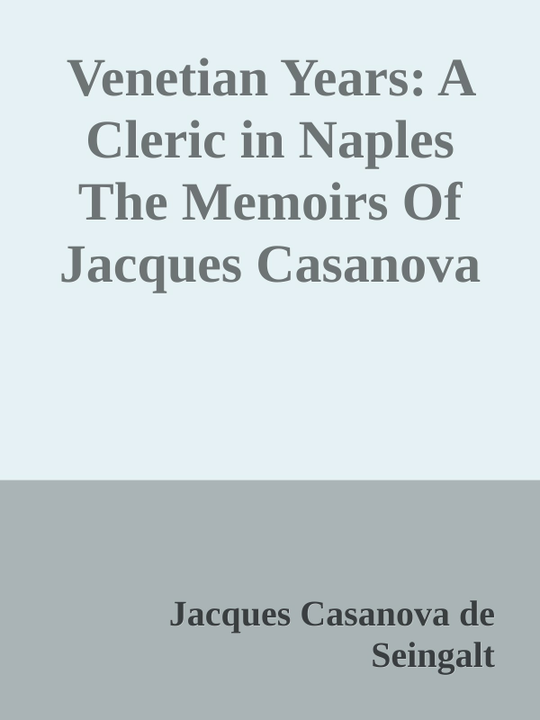 Venetian Years: A
Cleric in Naples
The Memoirs Of
Jacques Casanova
Jacques Casanova de
Seingalt